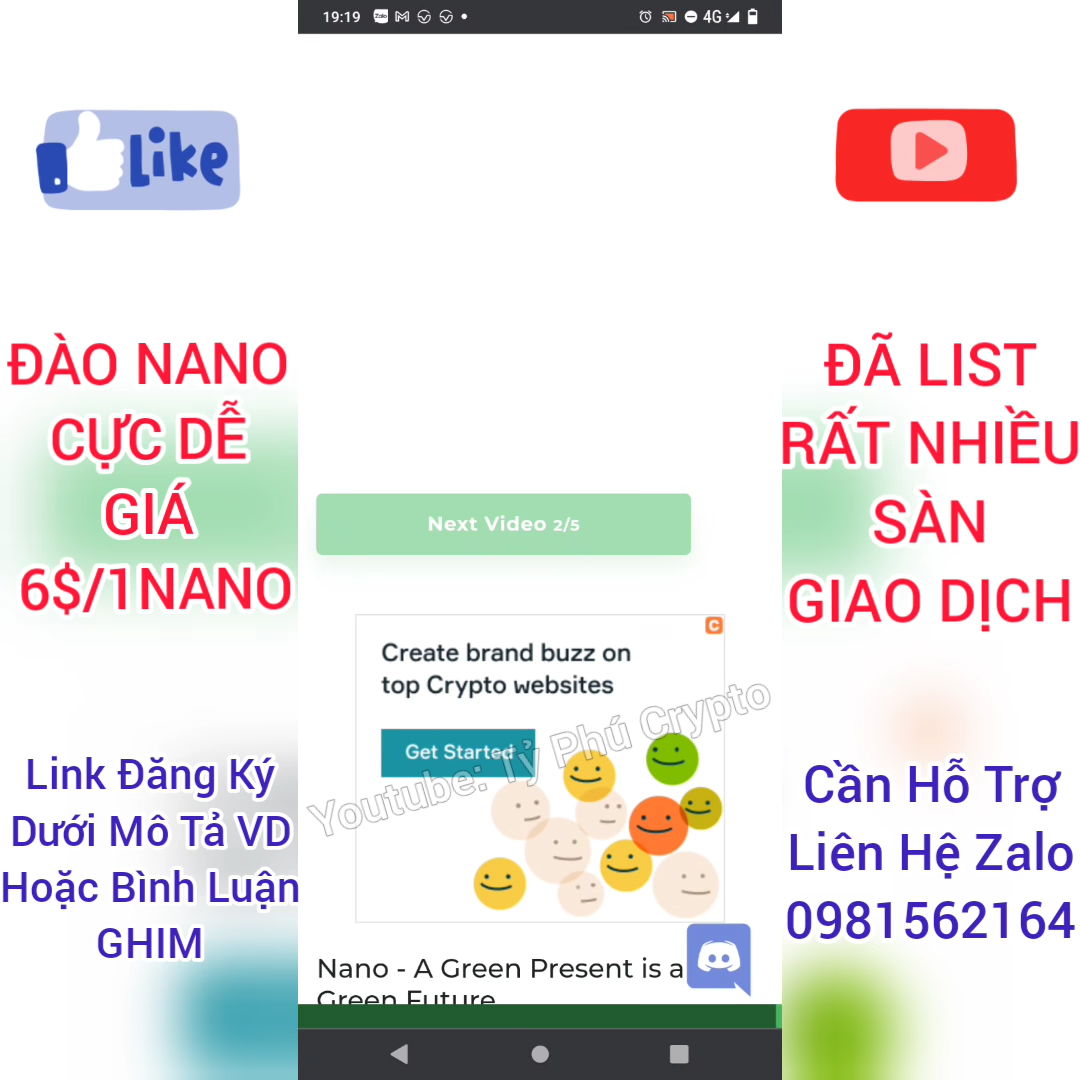 19:19
Zalo
4G
Like
ĐÀO NANO
CỰC DỄ
GIÁ
6$/1NANO
Link Đăng Ký
Dưới Mô Tả VD
Hoặc Bình Luận
GHIM
Next Video 2/5
C
Create brand buzz on
top Crypto websites
Get Started
Youtube: Tỷ Phú Crypto
Nano - A Green Present is a
Green Future
ĐÃ LIST
RẤT NHIỀU
SÀN
GIAO DỊCH
Cần Hỗ Trợ
Liên Hệ Zalo
0981562164